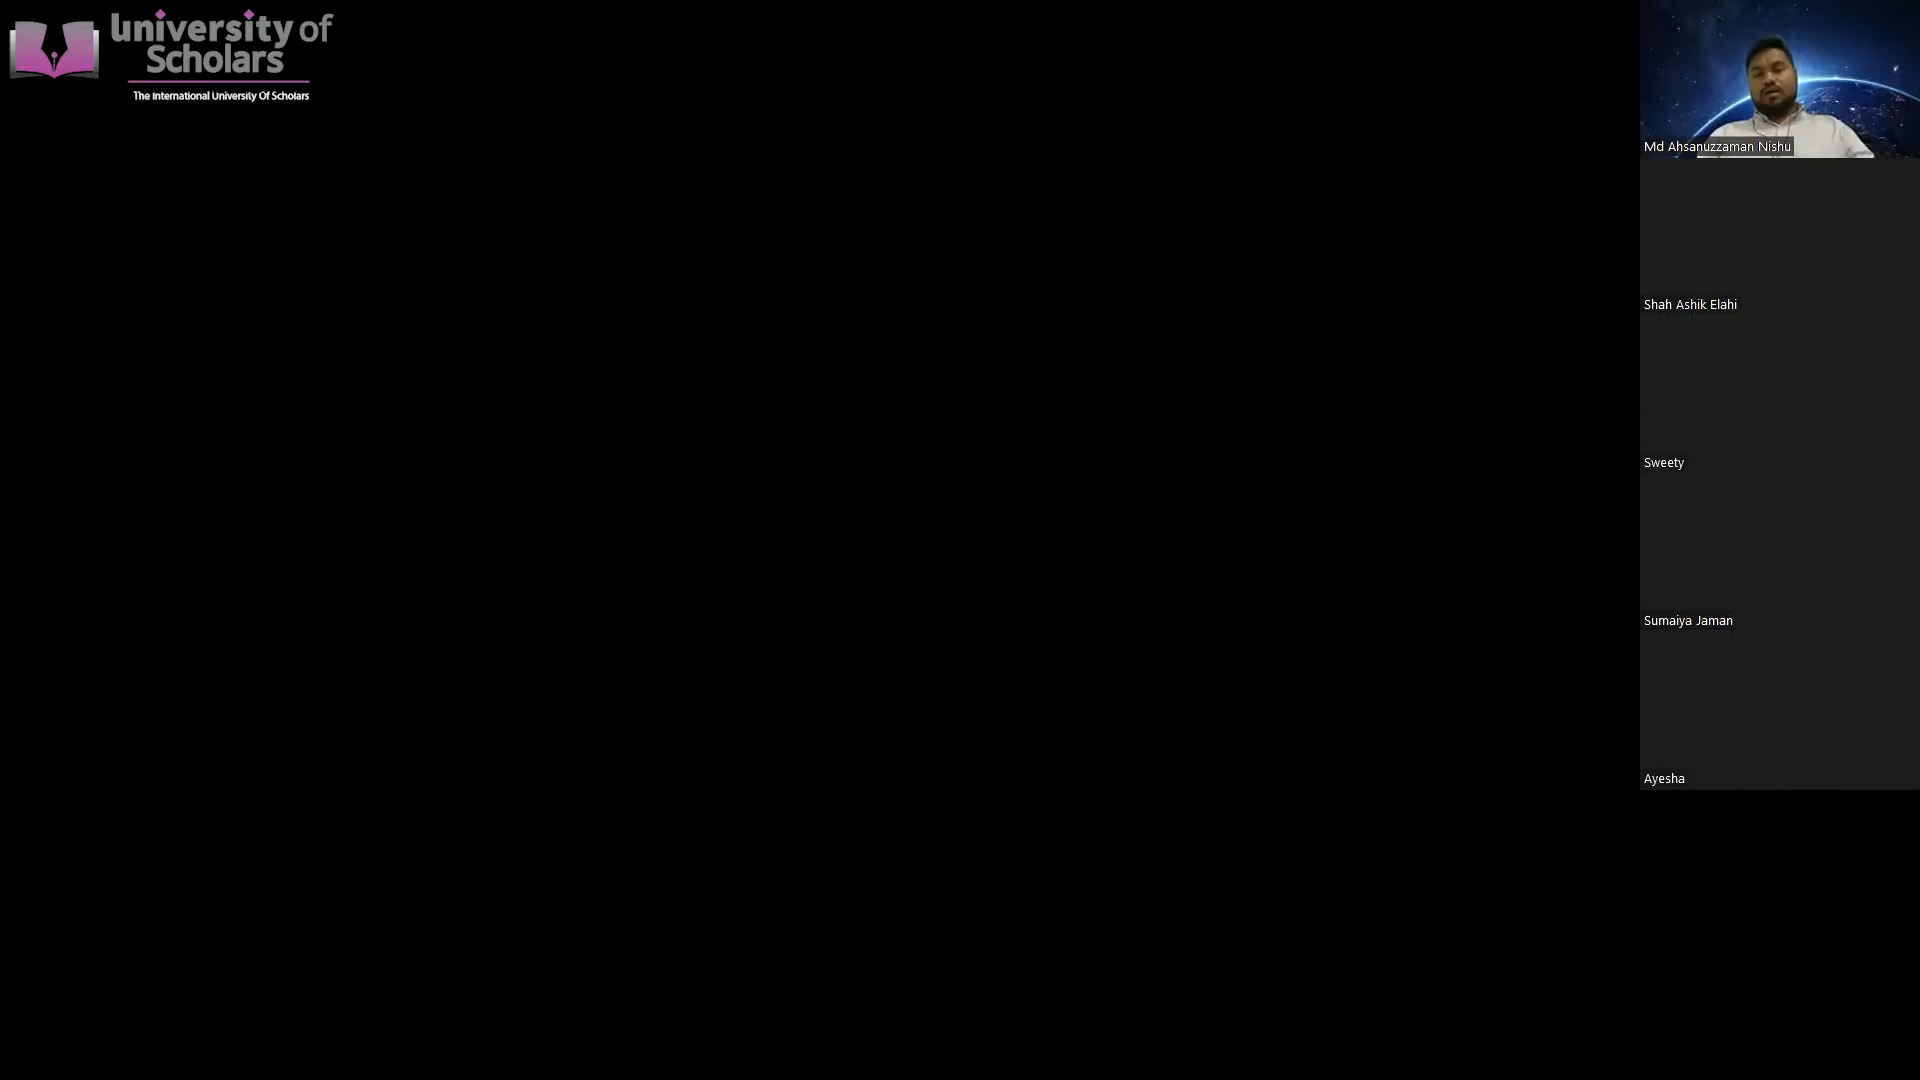 university of
Scholars
The International University Of Scholars
Md Ahsanuzzaman Nishu
Shah Ashik Elahi
Sweety
Sumaiya Jaman
Ayesha